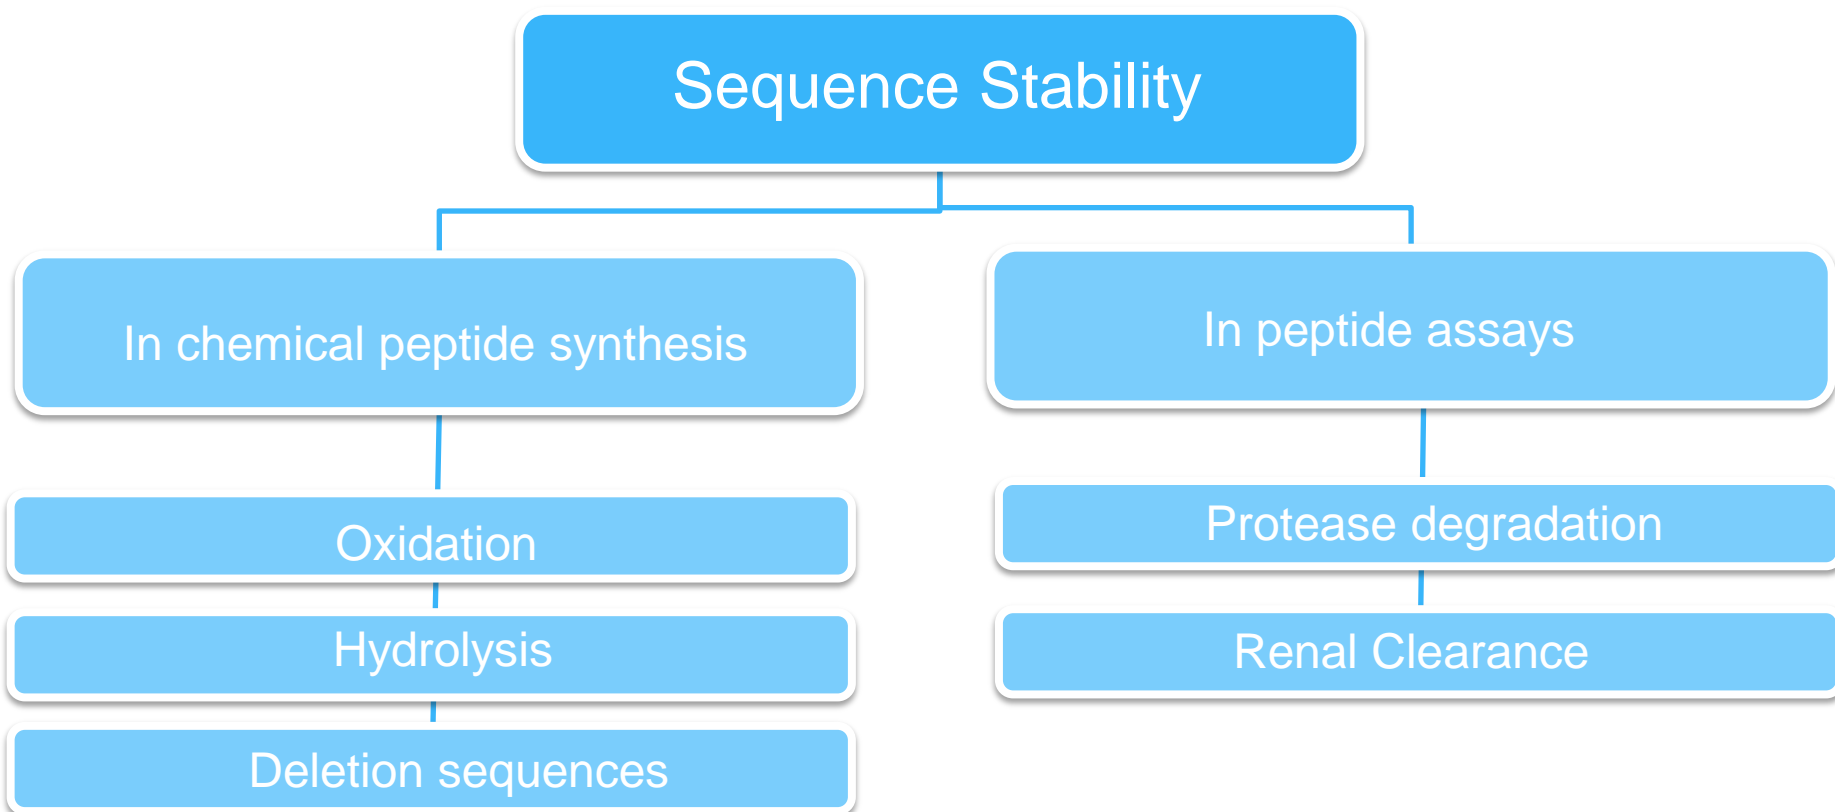 Sequence Stability
In chemical peptide synthesis
In peptide assays
Oxidation
Hydrolysis
Deletion sequences
Protease degradation
Renal Clearance